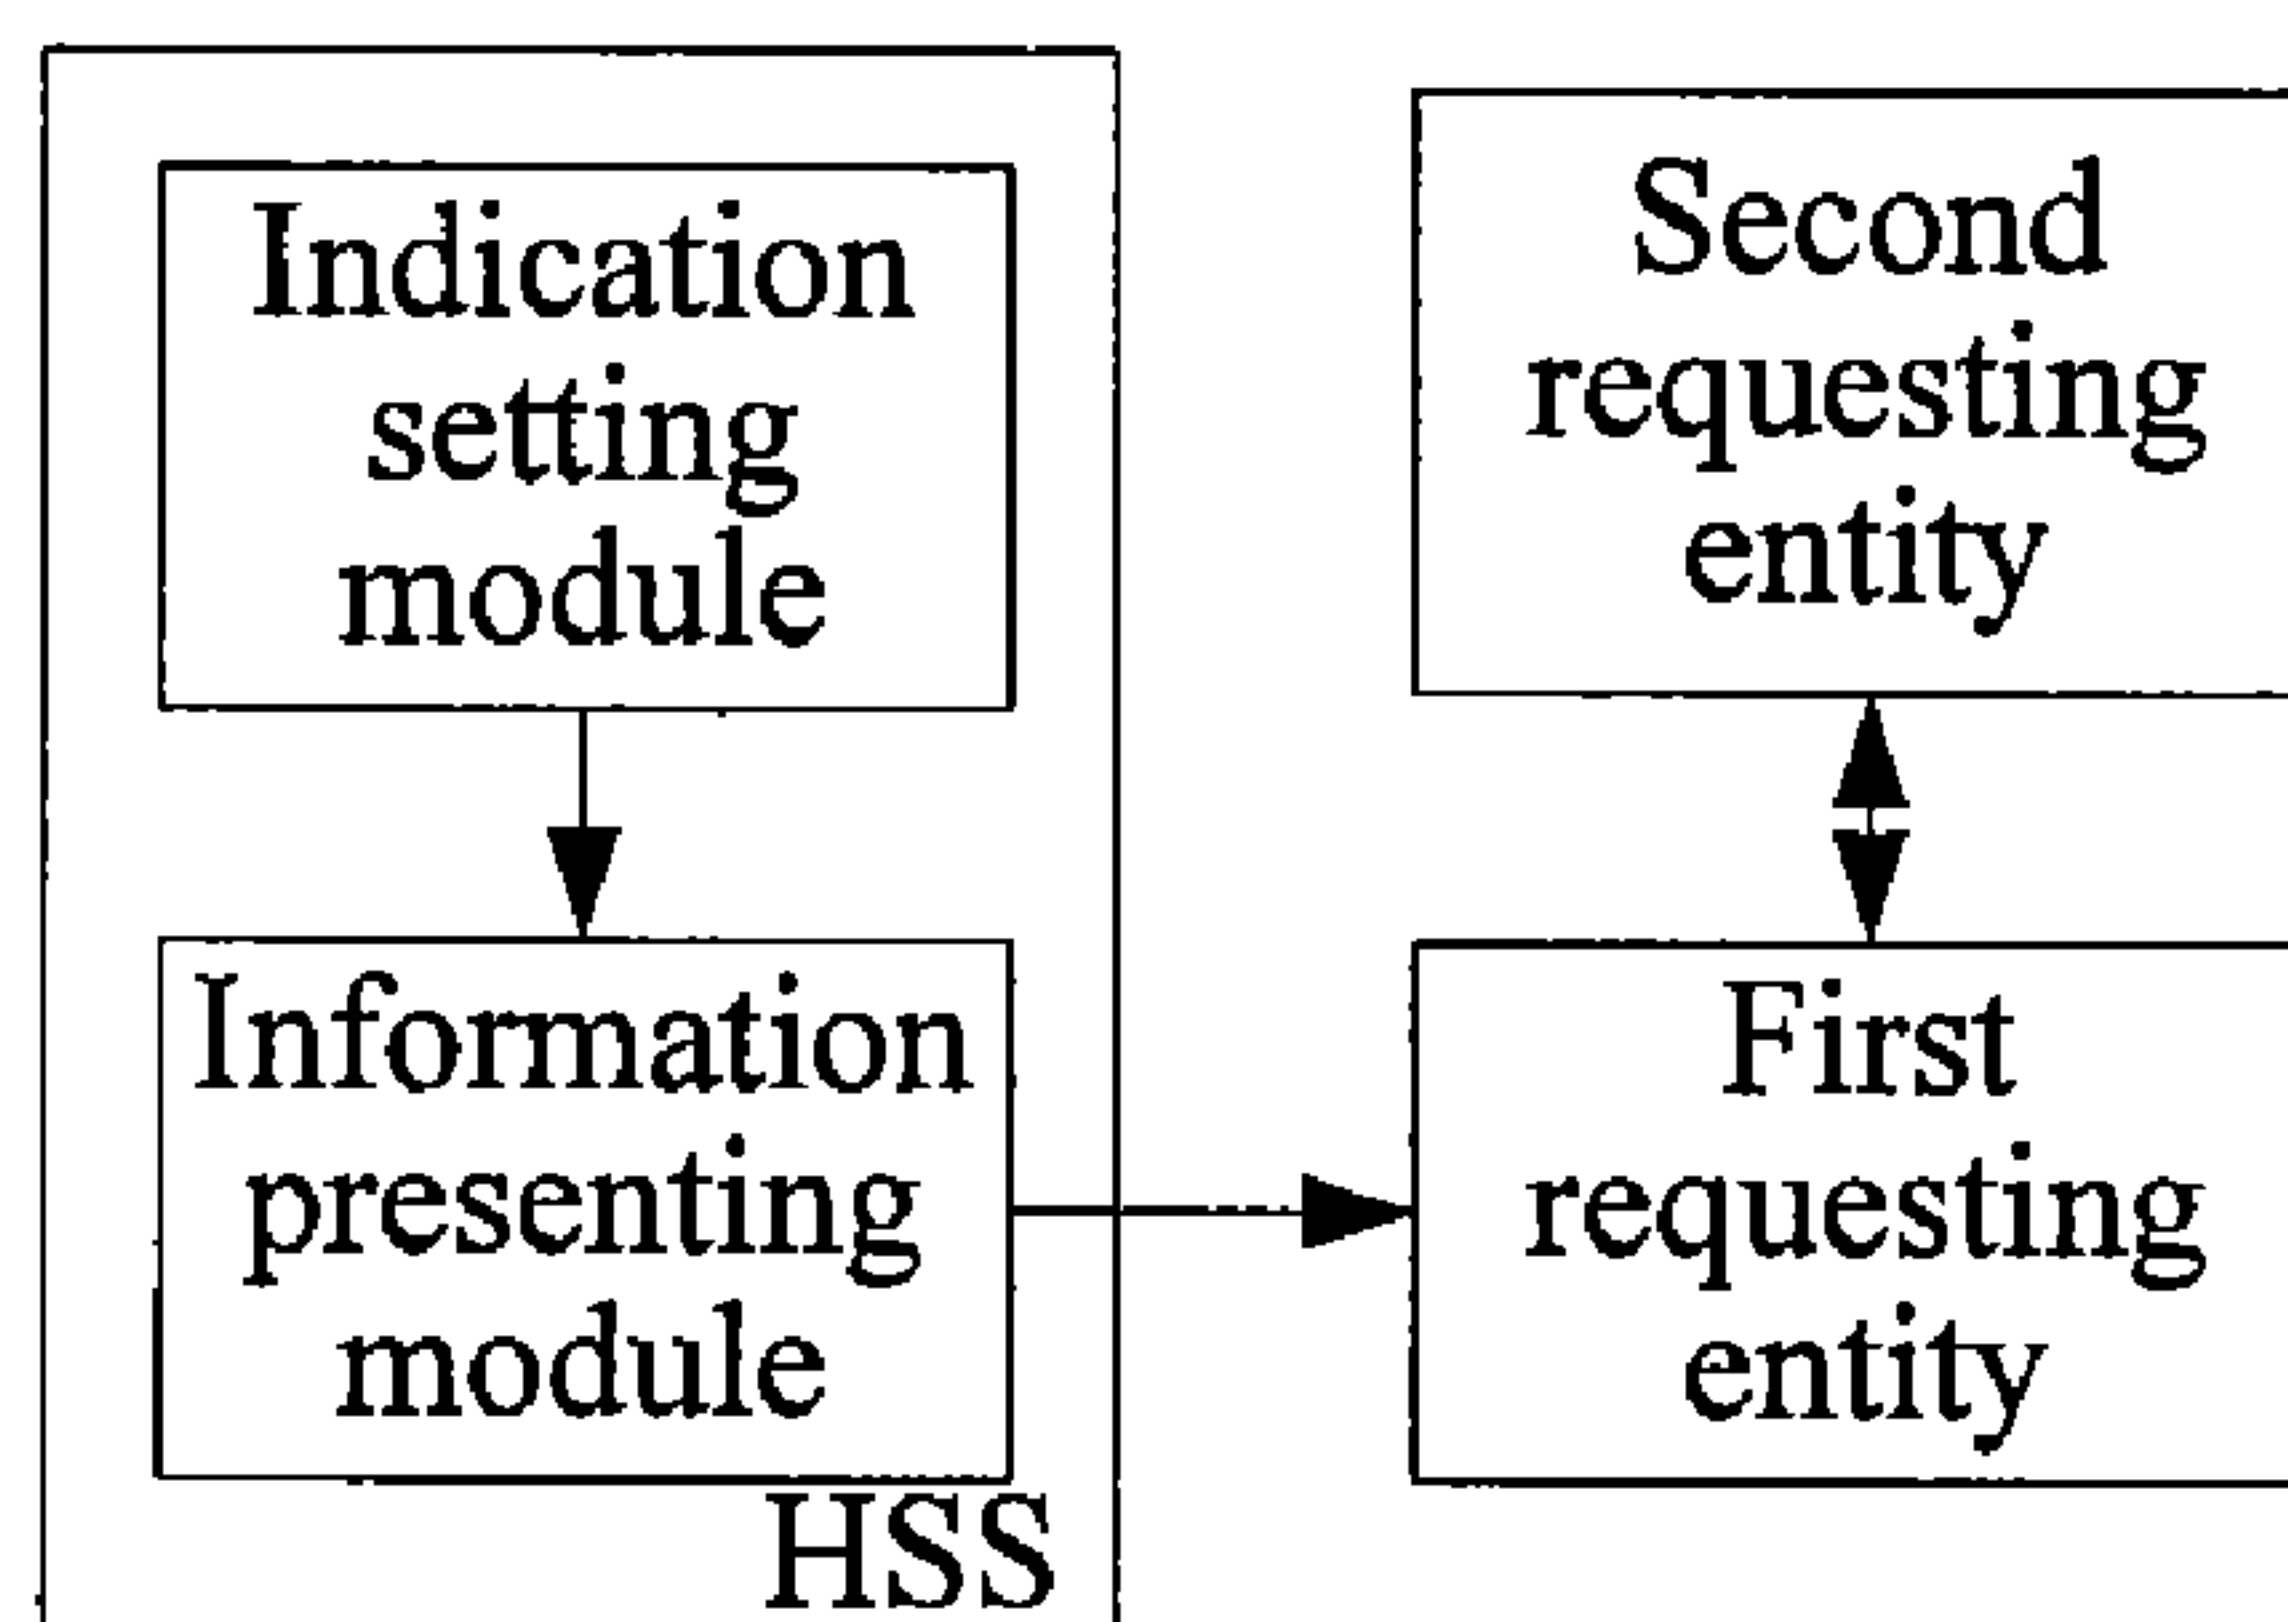 Indication
setting
module
Information
presenting
module
HSS
Second
requesting
entity
First
requesting
entity